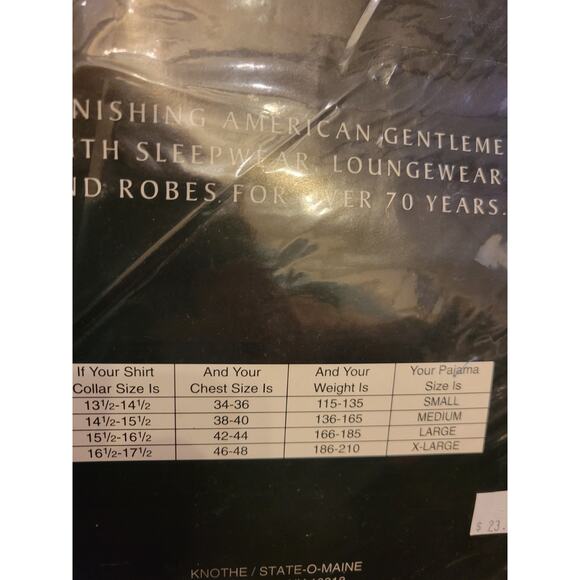 NISHING AMERICAN GENTLEME
TH SLEEPWEAR, LOUNGEWEAR
ND ROBES FOR OVER 70 YEARS.
If Your Shirt Collar Size Is And Your Chest Size Is And Your Weight Is Your Pajama Size Is
13½-14½ 34-36 115-135 SMALL
14½-15½ 38-40 136-165 MEDIUM
15½-16½ 42-44 166-185 LARGE
16½-17½ 46-48 186-210 X-LARGE
$ 23.
KNOTHE / STATE-O-MAINE